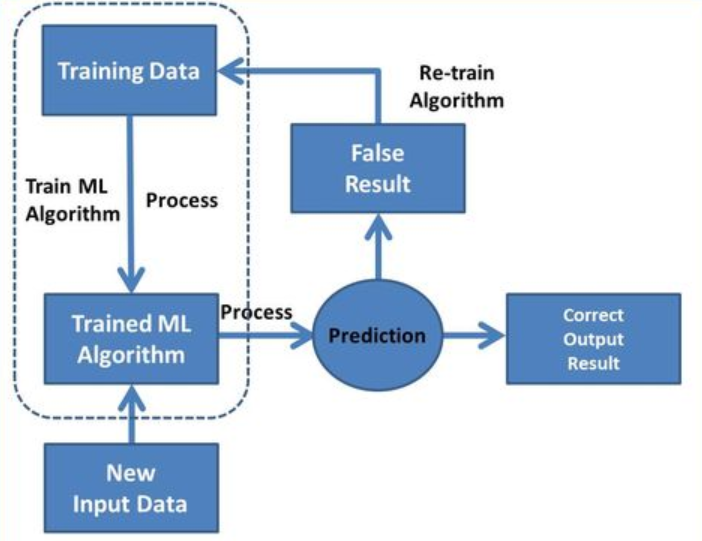 Training Data
Re-train
Algorithm
False
Result
Train ML
Algorithm
Process
Trained ML
Algorithm
Process
Prediction
Correct
Output
Result
New
Input Data